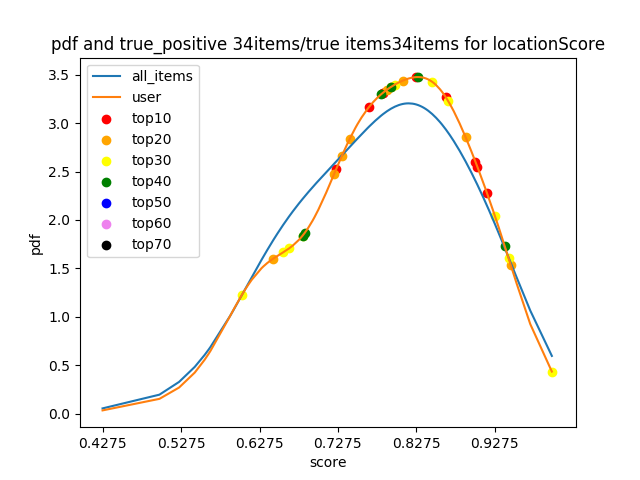 pdf and true_positive 34items/true items34items for locationScore
all_items
user
top10
top20
top30
top40
top50
top60
top70
pdf
3.5
3.0
2.5
2.0
1.5
1.0
0.5
0.0
0.4275 0.5275 0.6275 0.7275 0.8275 0.9275
score